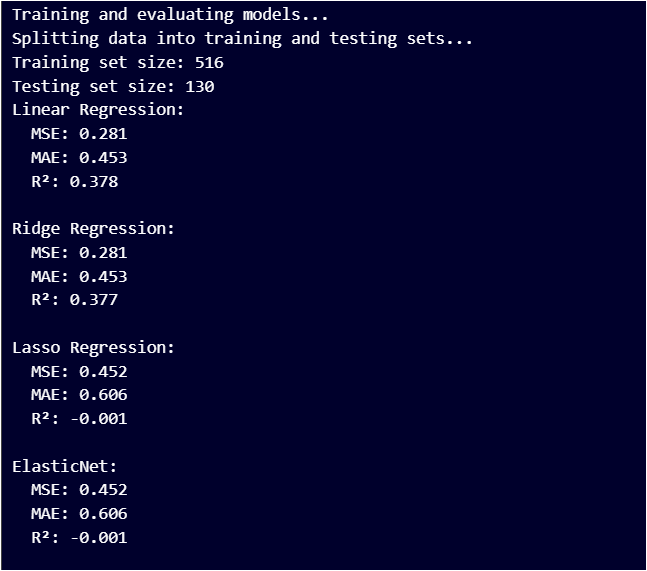 Training and evaluating models...
Splitting data into training and testing sets...
Training set size: 516
Testing set size: 130
Linear Regression:
MSE: 0.281
MAE: 0.453
R²: 0.378
Ridge Regression:
MSE: 0.281
MAE: 0.453
R²: 0.377
Lasso Regression:
MSE: 0.452
MAE: 0.606
R²: -0.001
ElasticNet:
MSE: 0.452
MAE: 0.606
R²: -0.001